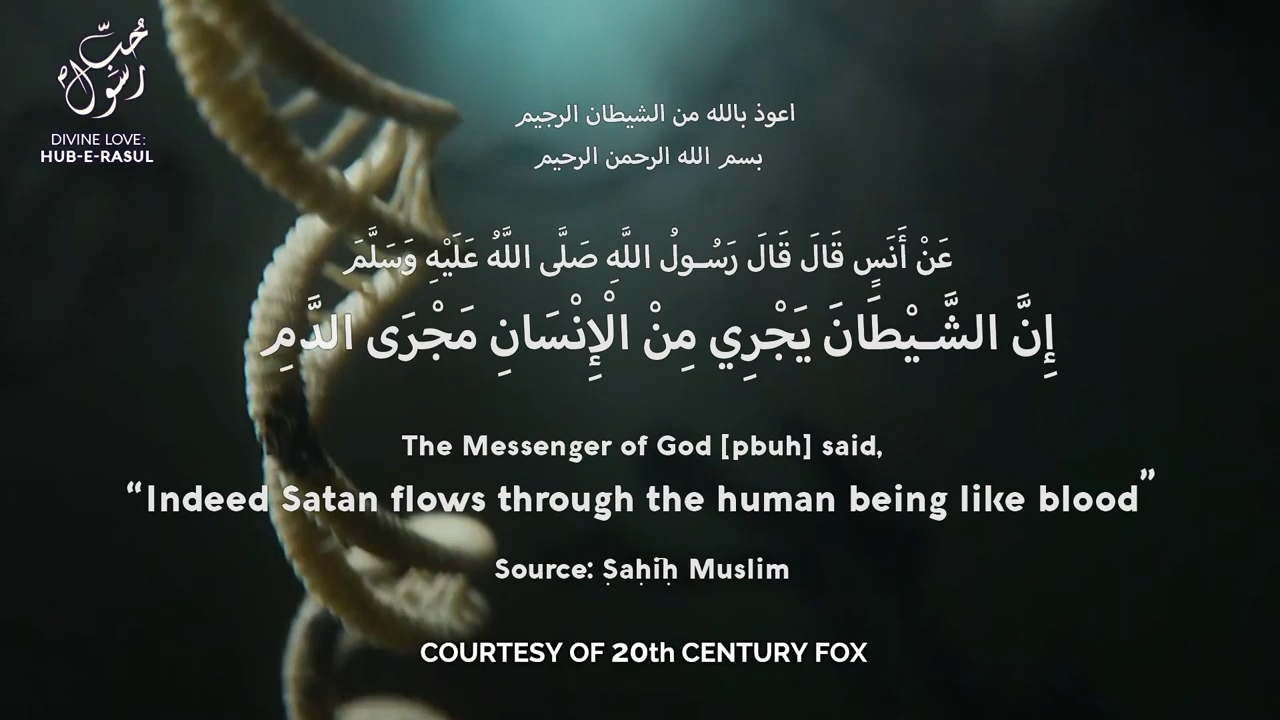 حُبّ
رَسُول
DIVINE LOVE:
HUB-E-RASUL
اعوذ بالله من الشيطان الرجيم
بسم الله الرحمن الرحيم
عَنْ أَنَسٍ قَالَ قَالَ رَسُـولُ اللَّهِ صَلَّى اللَّهُ عَلَيْهِ وَسَلَّمَ
إِنَّ الشَّـيْطَانَ يَجْرِي مِنْ الْإِنْسَانِ مَجْرَى الدَّمِ
The Messenger of God [pbuh] said,
“Indeed Satan flows through the human being like blood”
Source: Ṣaḥīḥ Muslim
COURTESY OF 20th CENTURY FOX